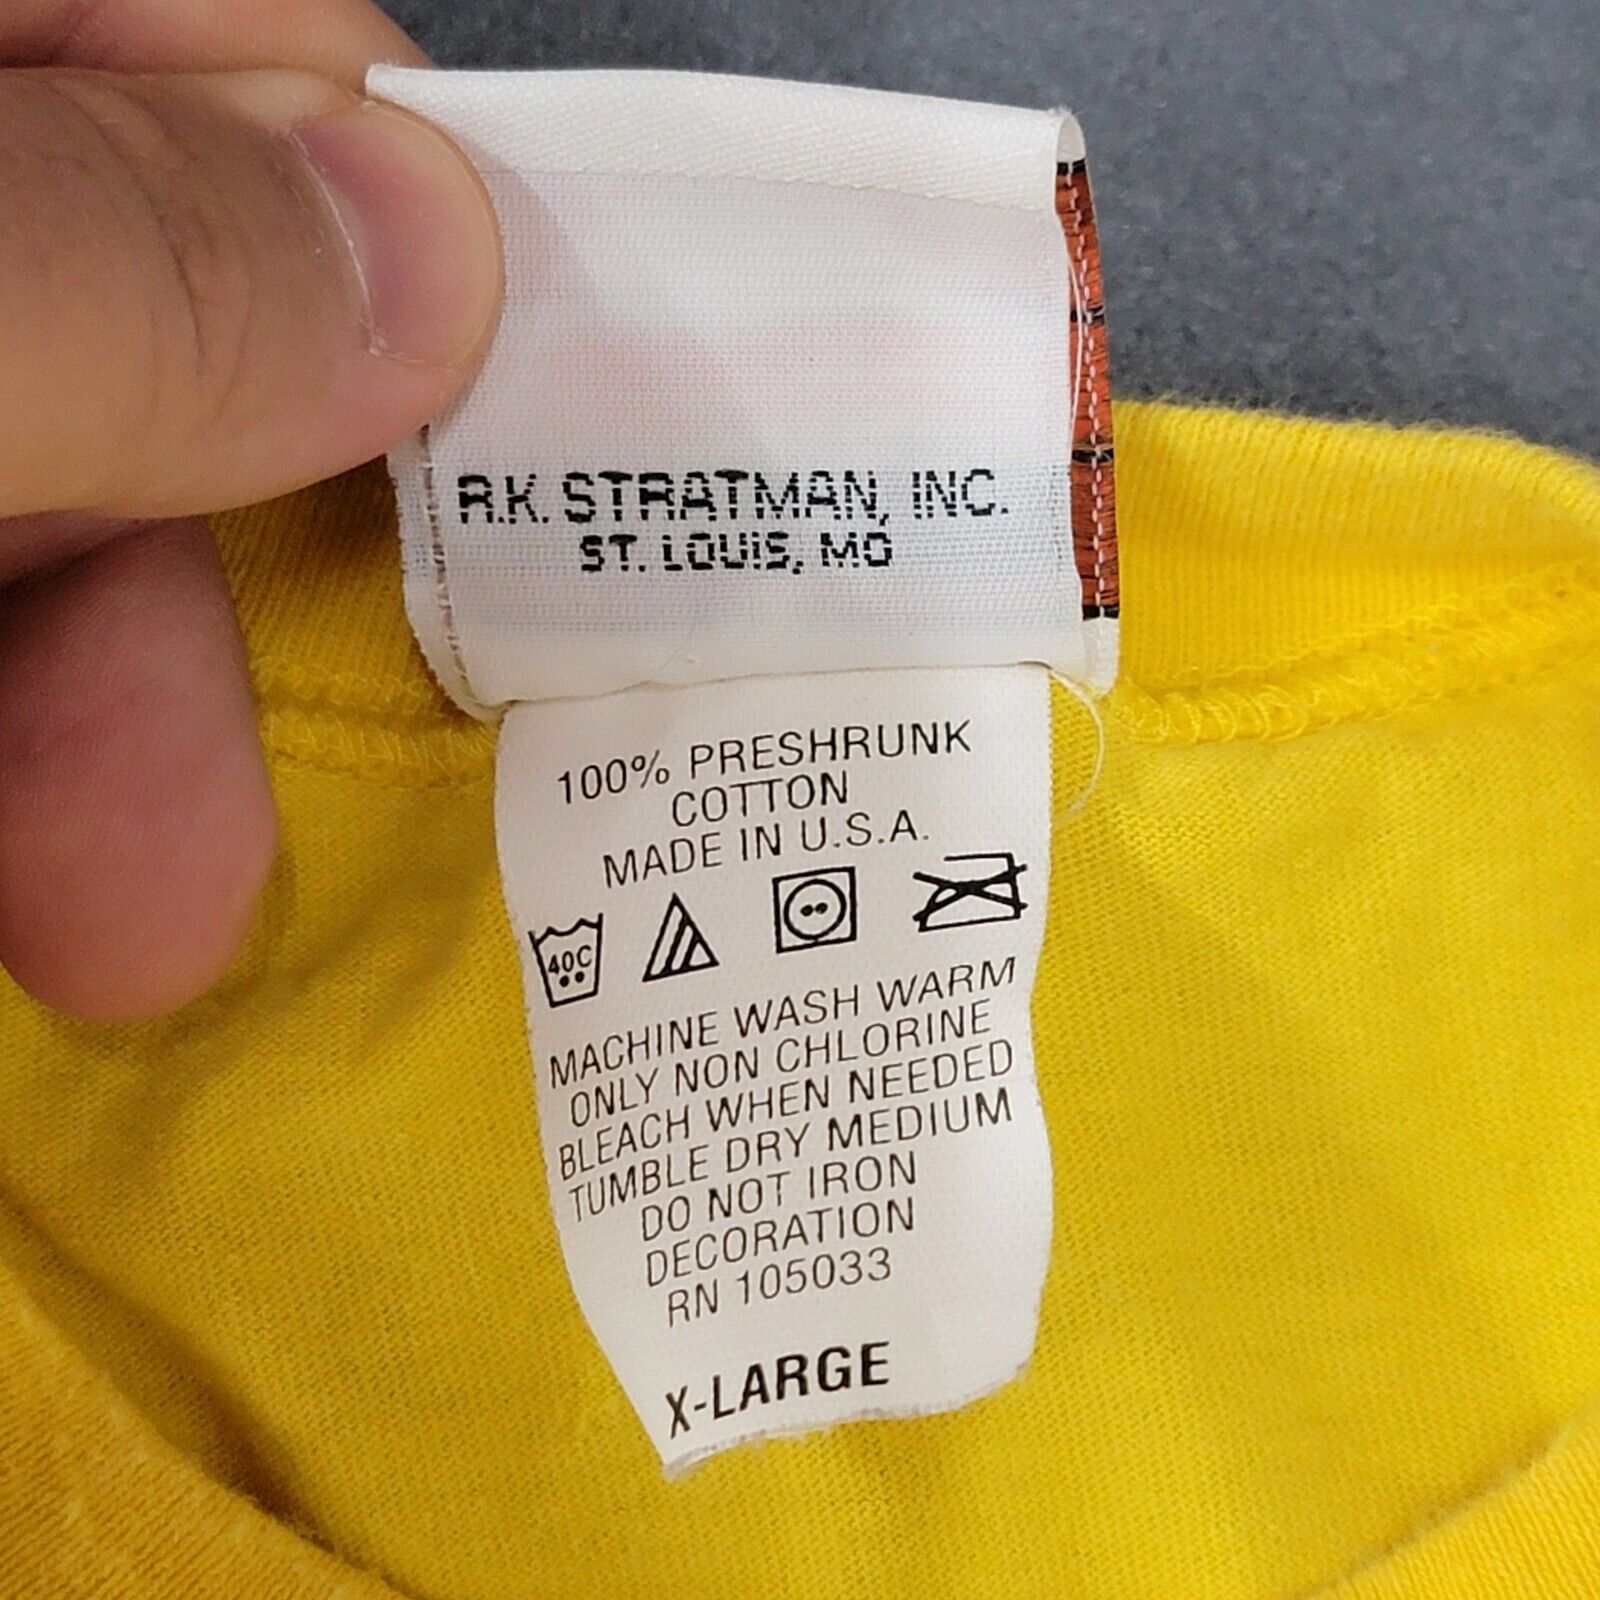 R.K. STRATMAN, INC.
ST. LOUIS, MO
100% PRESHRUNK
COTTON
MADE IN U.S.A.
40C
MACHINE WASH WARM
ONLY NON CHLORINE
BLEACH WHEN NEEDED
TUMBLE DRY MEDIUM
DO NOT IRON
DECORATION
RN 105033
X-LARGE